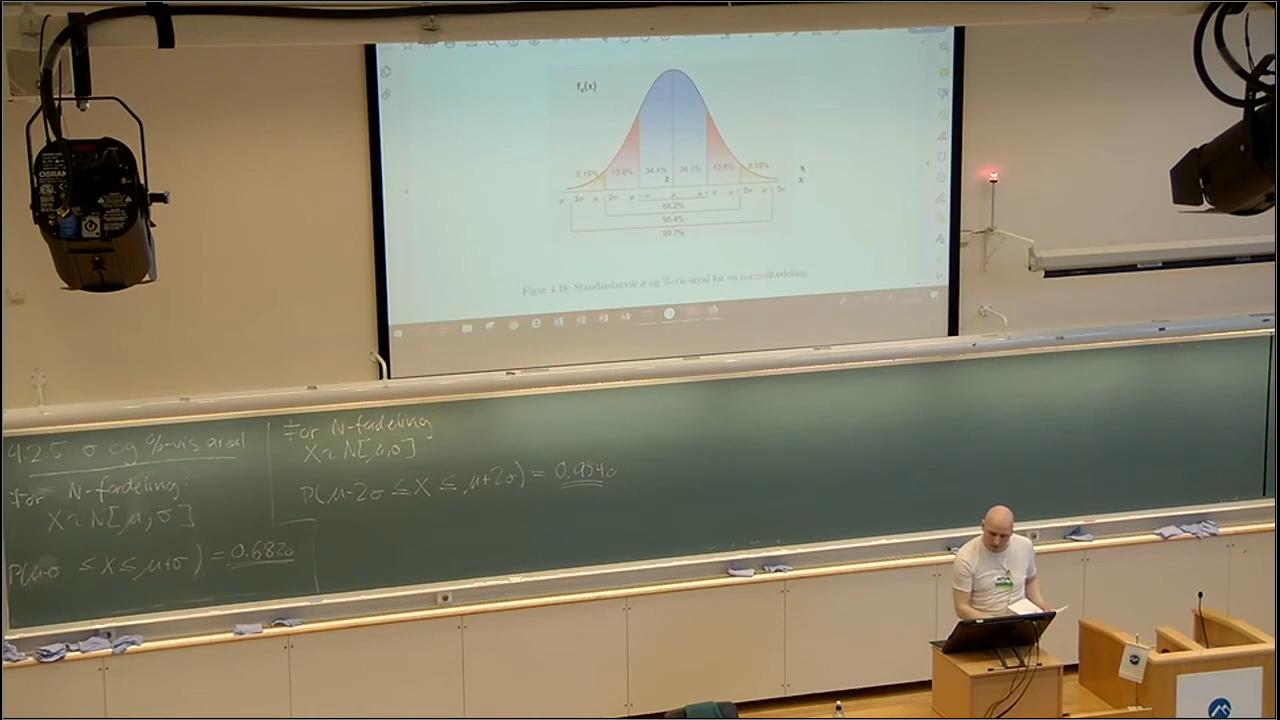 fₓ(x)
2.15% 13.6% 34.1% 34.1% 13.6% 2.15%
x
68.2%
95.4%
99.7%
Figur 4.18: Standardavvik σ og %-vis areal for en normalfordeling.
4.2.5 σ og %-vis areal
For N-fordeling:
X ~ N[μ, σ]
P(μ-σ ≤ X ≤ μ+σ) = 0.6820
For N-fordeling
X ~ N[μ, σ]
P(μ-2σ ≤ X ≤ μ+2σ) = 0.9540
OSRAM